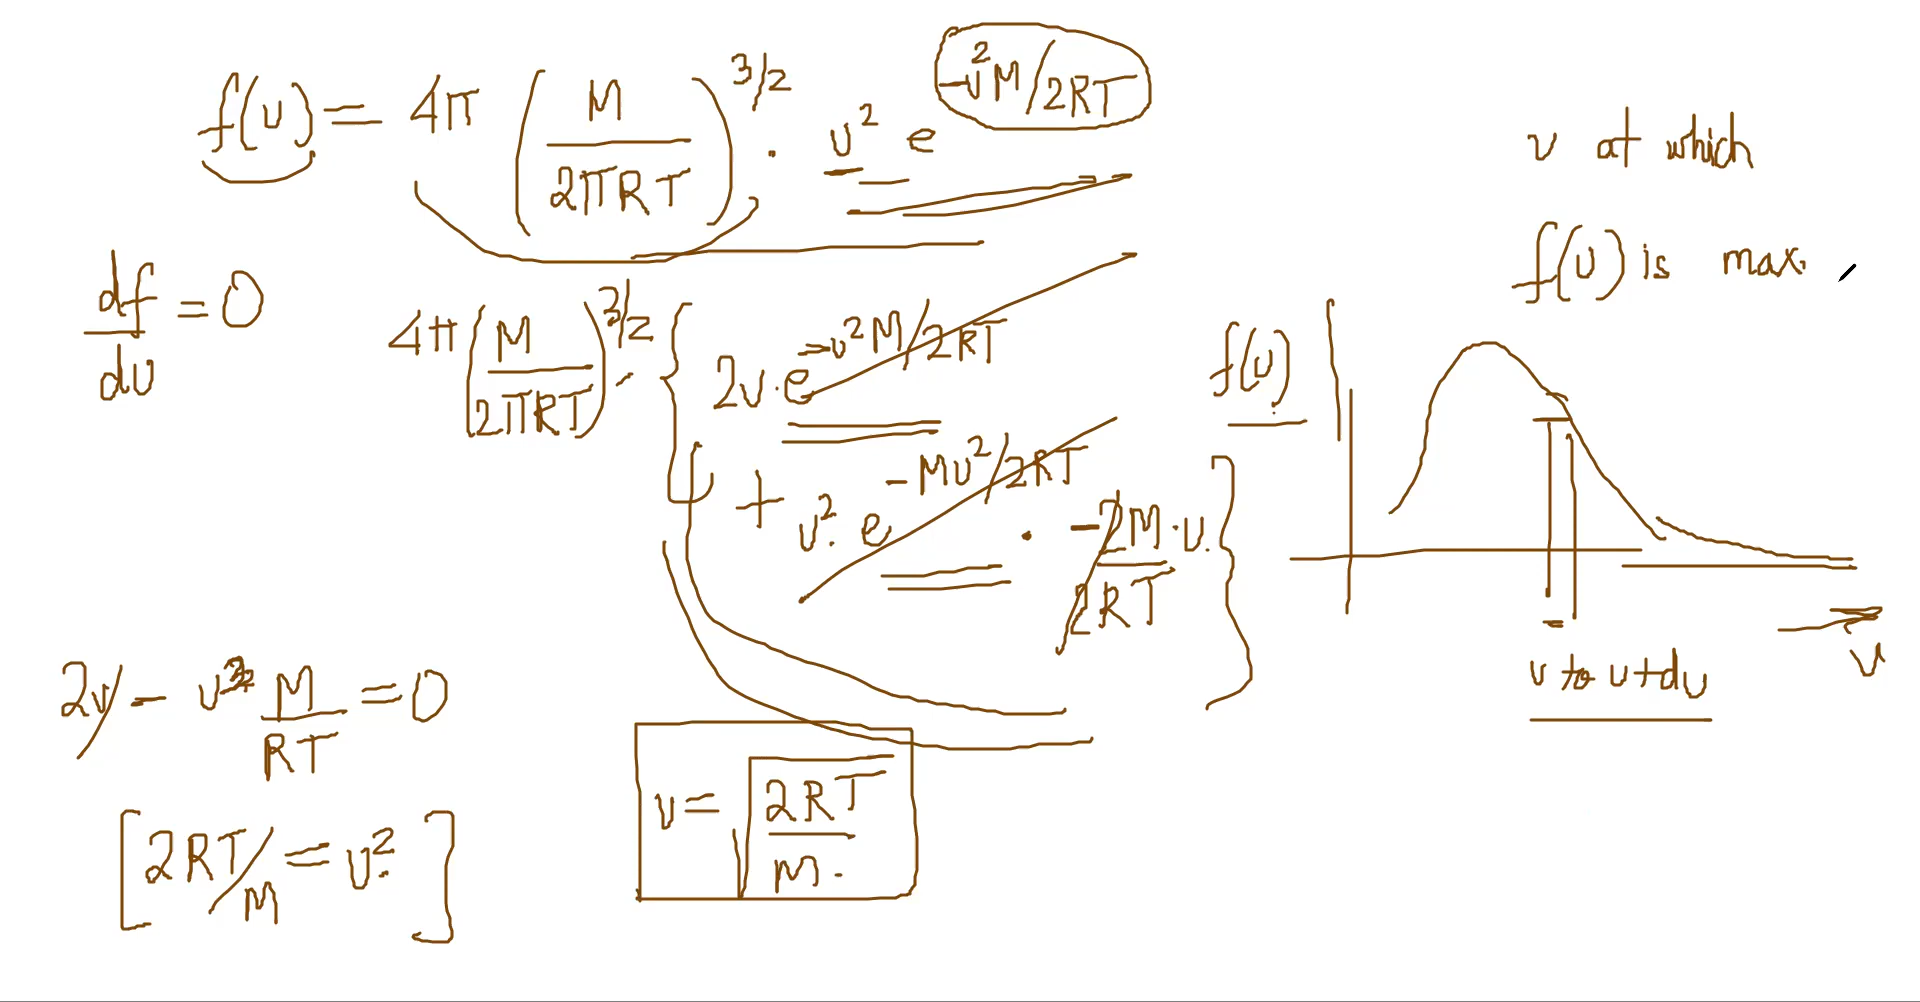 f(v) = 4π (M / 2πRT)^3/2 . v² e^-v²M/2RT
v at which
f(v) is max.
df/dv = 0
4π (M / 2πRT)^3/2 . { 2v . e^-v²M/2RT
+ v². e^-Mv²/2RT . -2M.v. / 2RT }
f(v)
v
v to v+dv
2v - v² M / RT = 0
[2RT/M = v².]
v = √(2RT / M.)